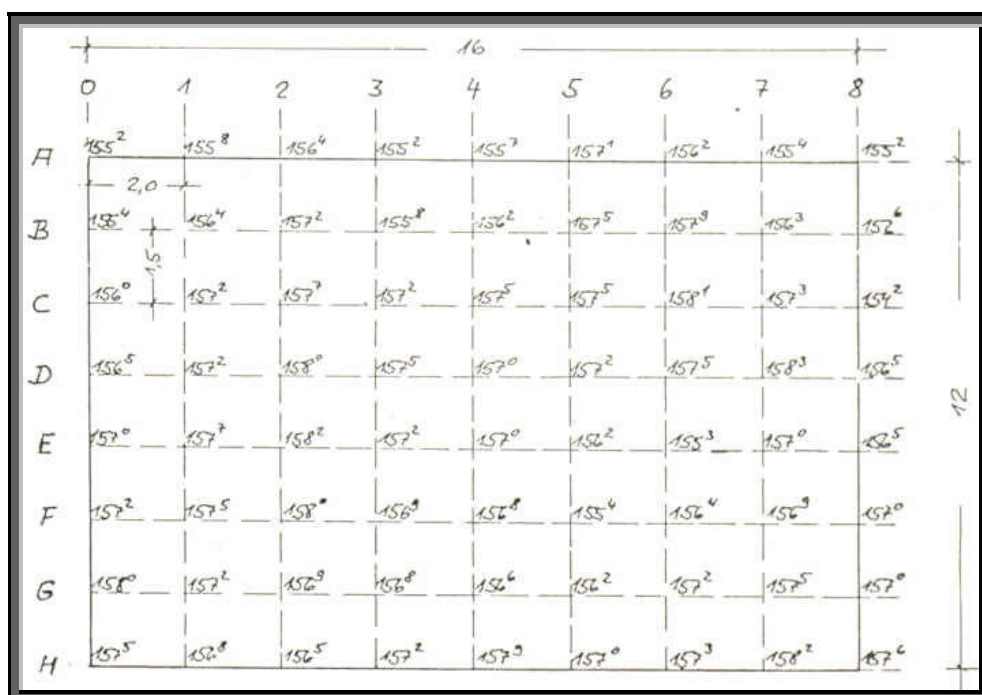 16
0 1 2 3 4 5 6 7 8
A 155² 155⁸ 156⁴ 155² 155⁷ 157¹ 156² 155⁴ 155²
2,0
B 155⁴ 156⁴ 157² 155⁸ 156² 157⁵ 157⁹ 156³
1,5
C 156⁰ 157² 157⁷ 157² 157⁵ 157⁵ 158¹ 157³ 154²
D 156⁵ 157² 158⁰ 157⁵ 157⁰ 157² 157⁵ 158³ 156⁵
12
E 157⁰ 157⁷ 158² 157² 157⁰ 156² 155³ 157⁰ 156⁵
F 157² 157⁵ 158⁰ 156⁹ 156⁸ 155⁴ 156⁴ 156⁹ 157⁰
G 158⁰ 157² 156⁹ 156⁸ 156⁶ 156² 157² 157⁵ 157⁰
H 157⁵ 156⁸ 156⁵ 157² 157⁹ 157⁰ 157³ 158² 157⁶